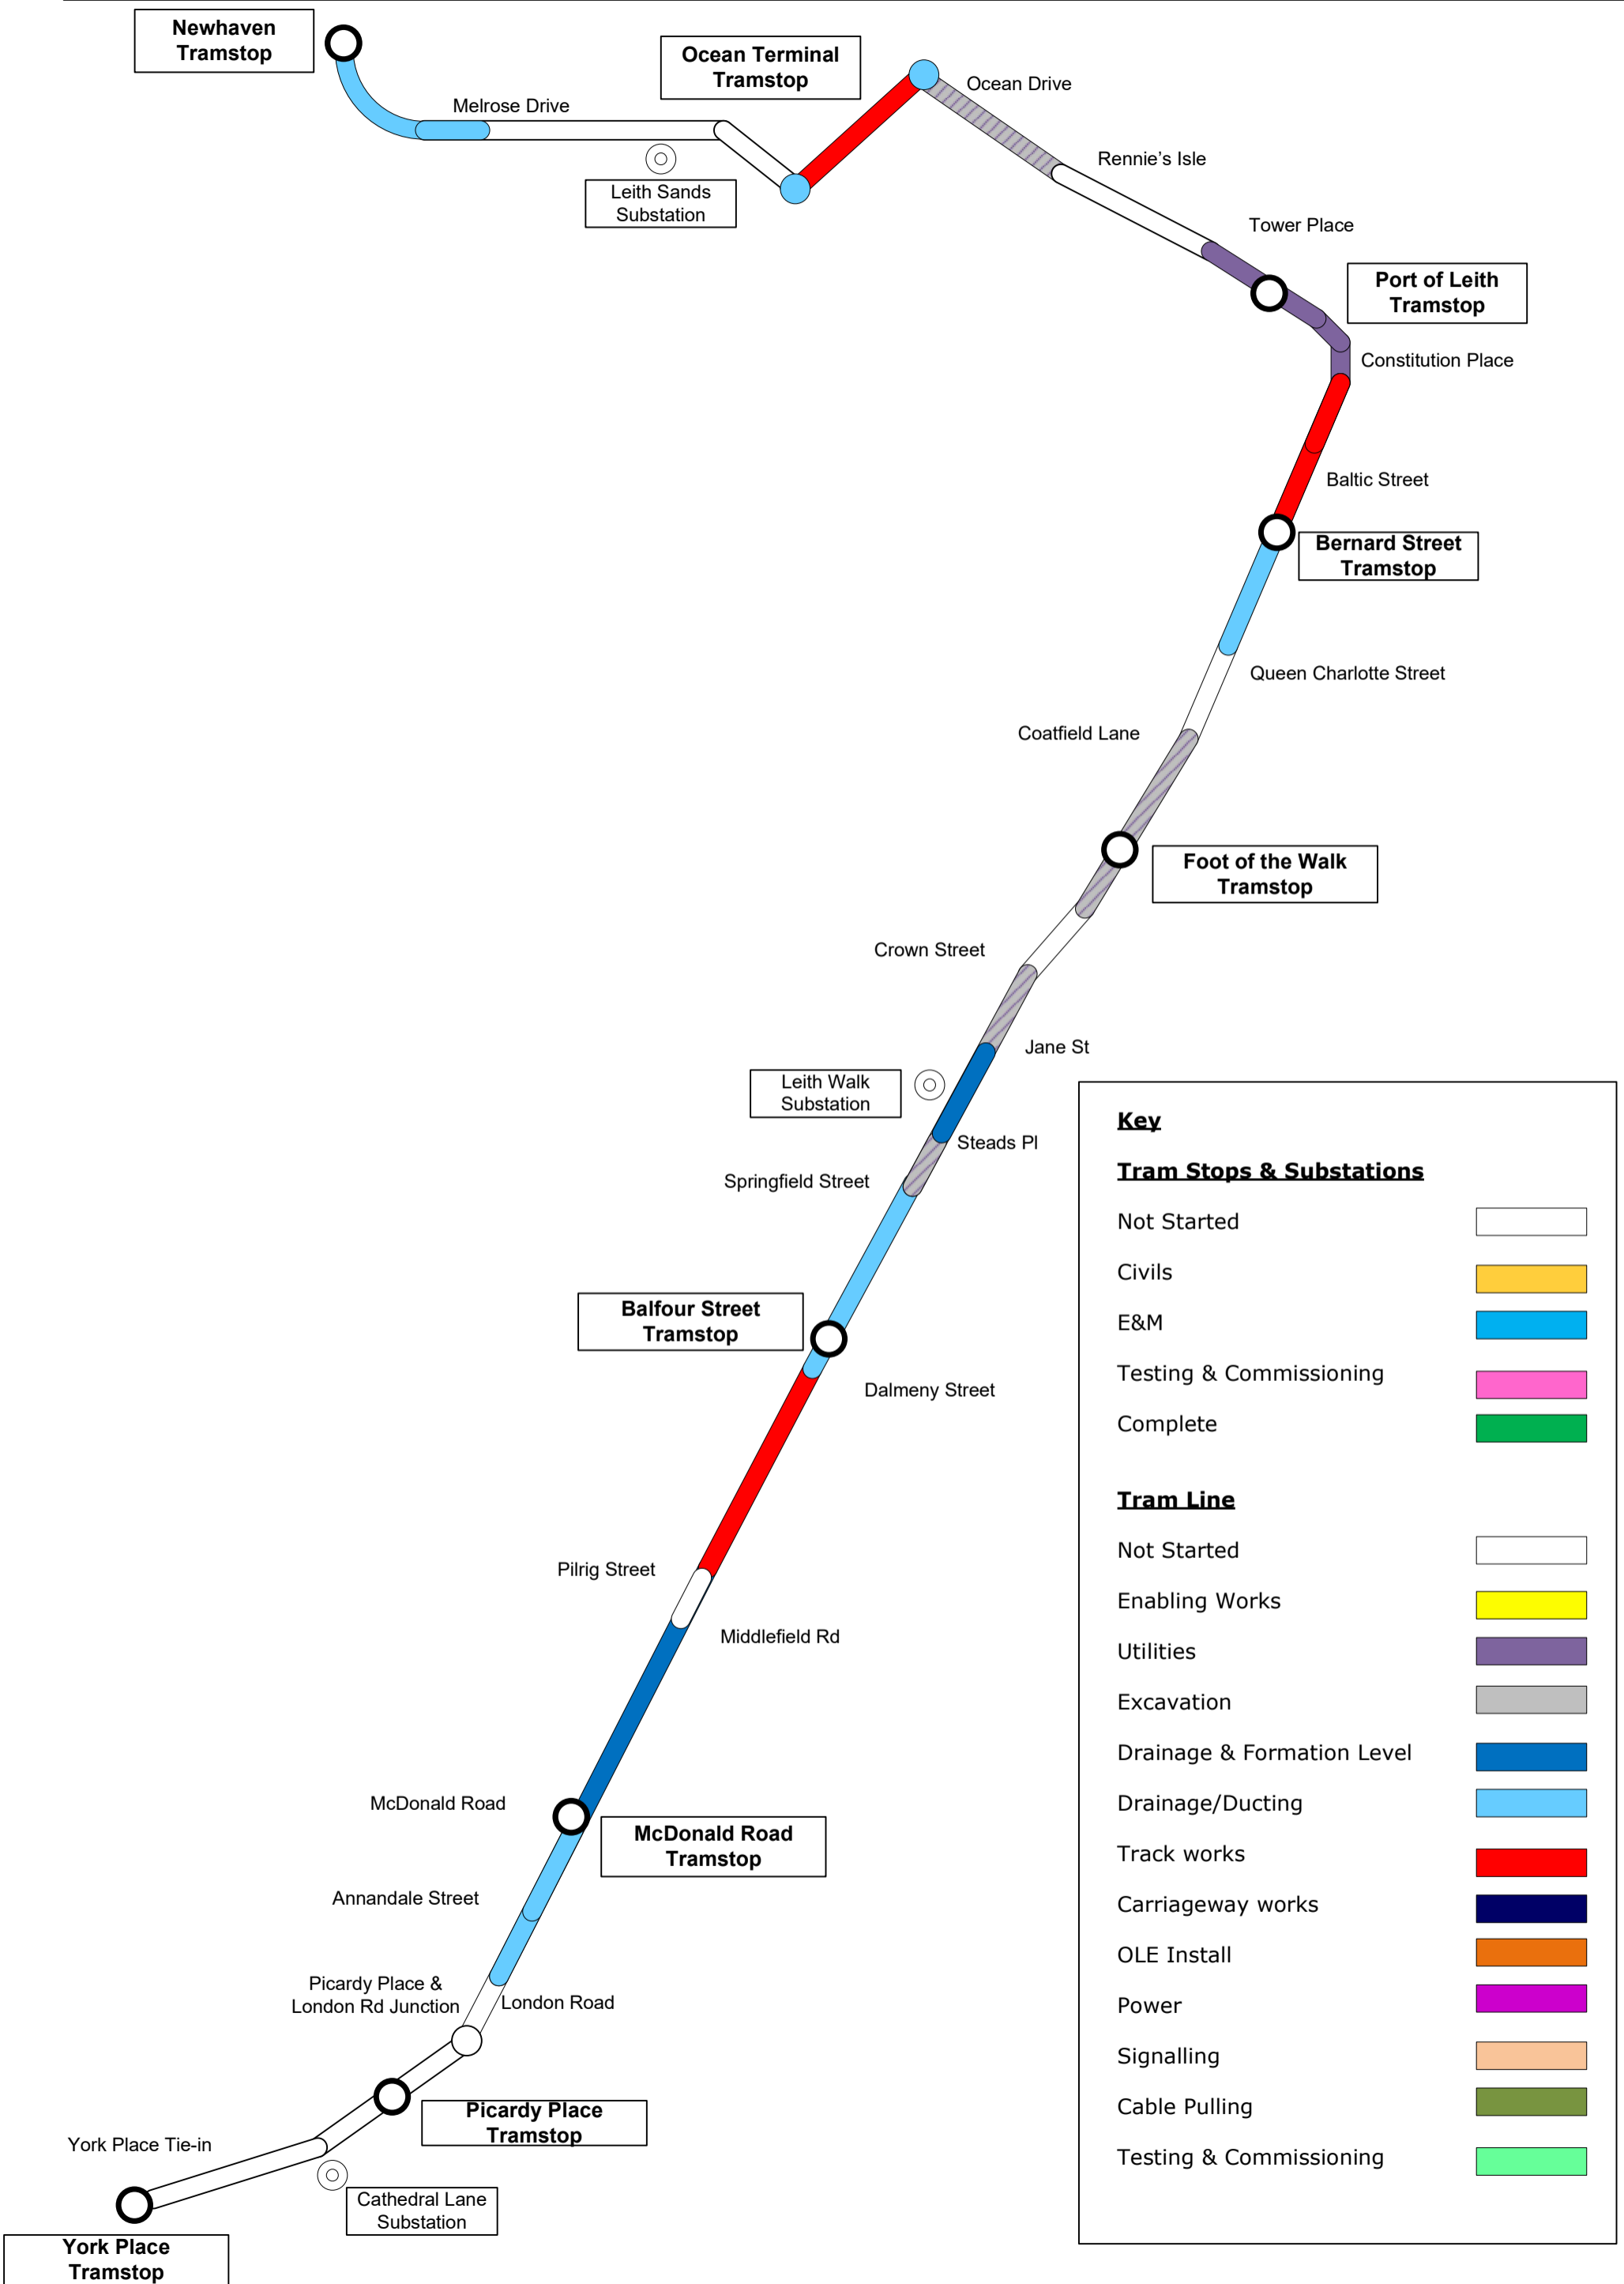 Newhaven
Tramstop
Ocean Terminal
Tramstop
Ocean Drive
Melrose Drive
Rennie's Isle
Leith Sands
Substation
Tower Place
Port of Leith
Tramstop
Constitution Place
Baltic Street
Bernard Street
Tramstop
Queen Charlotte Street
Coatfield Lane
Foot of the Walk
Tramstop
Crown Street
Jane St
Leith Walk
Substation
Steads Pl
Springfield Street
Balfour Street
Tramstop
Dalmeny Street
Pilrig Street
Middlefield Rd
McDonald Road
McDonald Road
Tramstop
Annandale Street
Picardy Place &
London Rd Junction
London Road
Picardy Place
Tramstop
York Place Tie-in
Cathedral Lane
Substation
York Place
Tramstop
Key
Tram Stops & Substations
Not Started
Civils
E&M
Testing & Commissioning
Complete
Tram Line
Not Started
Enabling Works
Utilities
Excavation
Drainage & Formation Level
Drainage/Ducting
Track works
Carriageway works
OLE Install
Power
Signalling
Cable Pulling
Testing & Commissioning